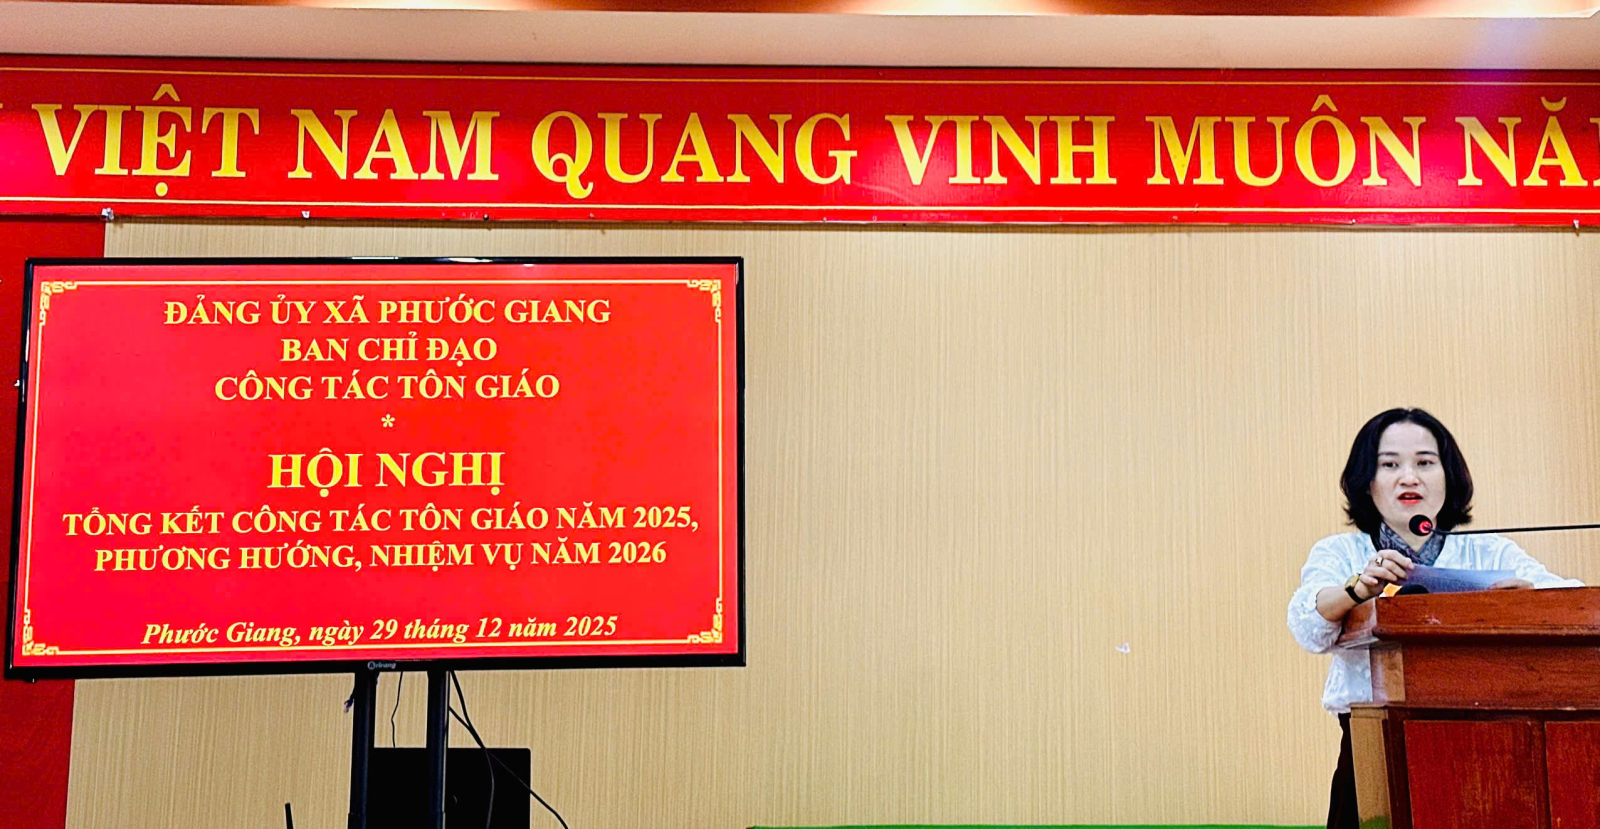 VIỆT NAM QUANG VINH MUÔN
ĐẢNG ỦY XÃ PHƯỚC GIANG
BAN CHỈ ĐẠO
CÔNG TÁC TÔN GIÁO
*
HỘI NGHỊ
TỔNG KẾT CÔNG TÁC TÔN GIÁO NĂM 2025,
PHƯƠNG HƯỚNG, NHIỆM VỤ NĂM 2026
Phước Giang, ngày 29 tháng 12 năm 2025